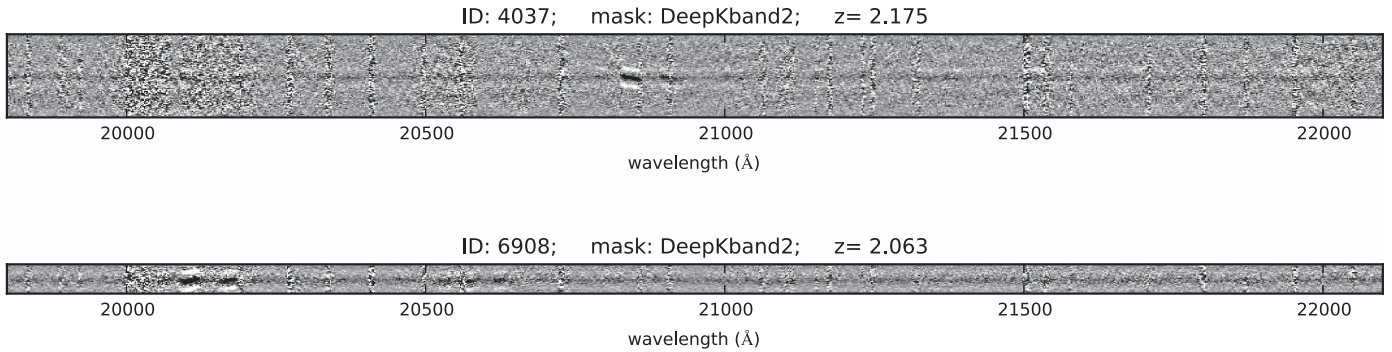 ID: 4037; mask: DeepKband2; z= 2.175
20000 20500 21000 21500 22000
wavelength (Å)
ID: 6908; mask: DeepKband2; z= 2.063
20000 20500 21000 21500 22000
wavelength (Å)